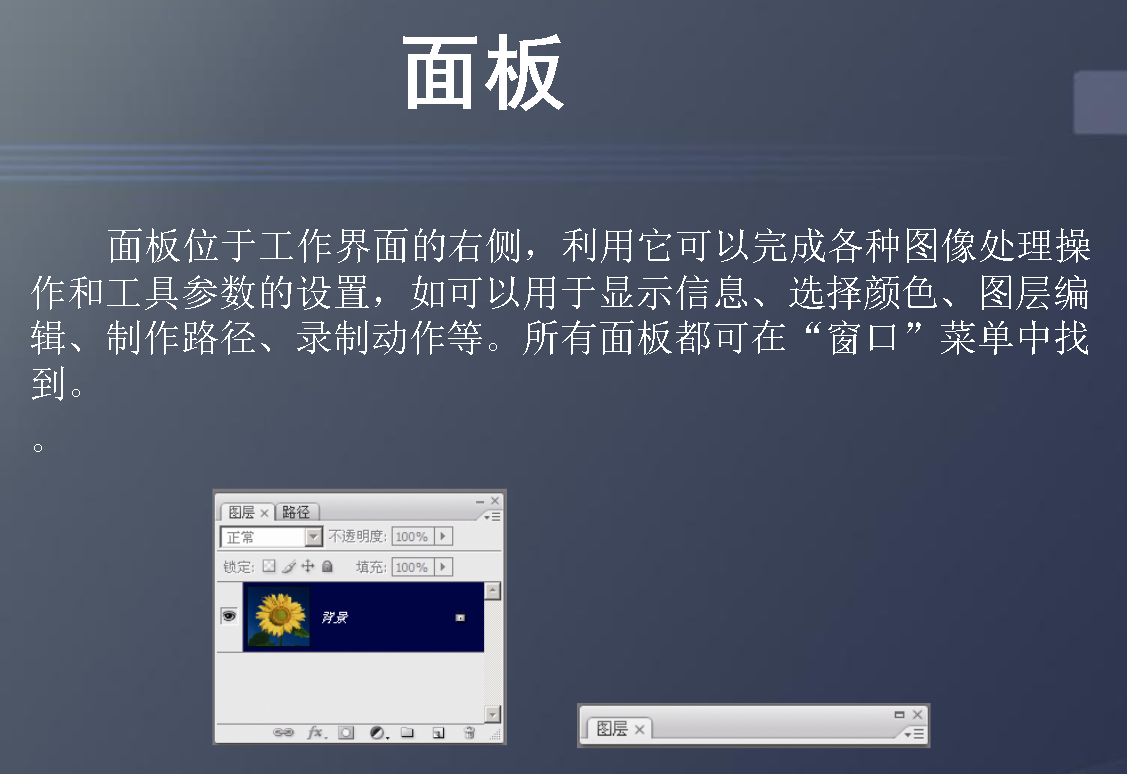 面板
面板位于工作界面的右侧，利用它可以完成各种图像处理操
作和工具参数的设置，如可以用于显示信息、选择颜色、图层编
辑、制作路径、录制动作等。所有面板都可在“窗口”菜单中找
到。
。
图层 × 路径
正常 不透明度: 100%
锁定: 填充: 100%
背景
fx.
图层 ×